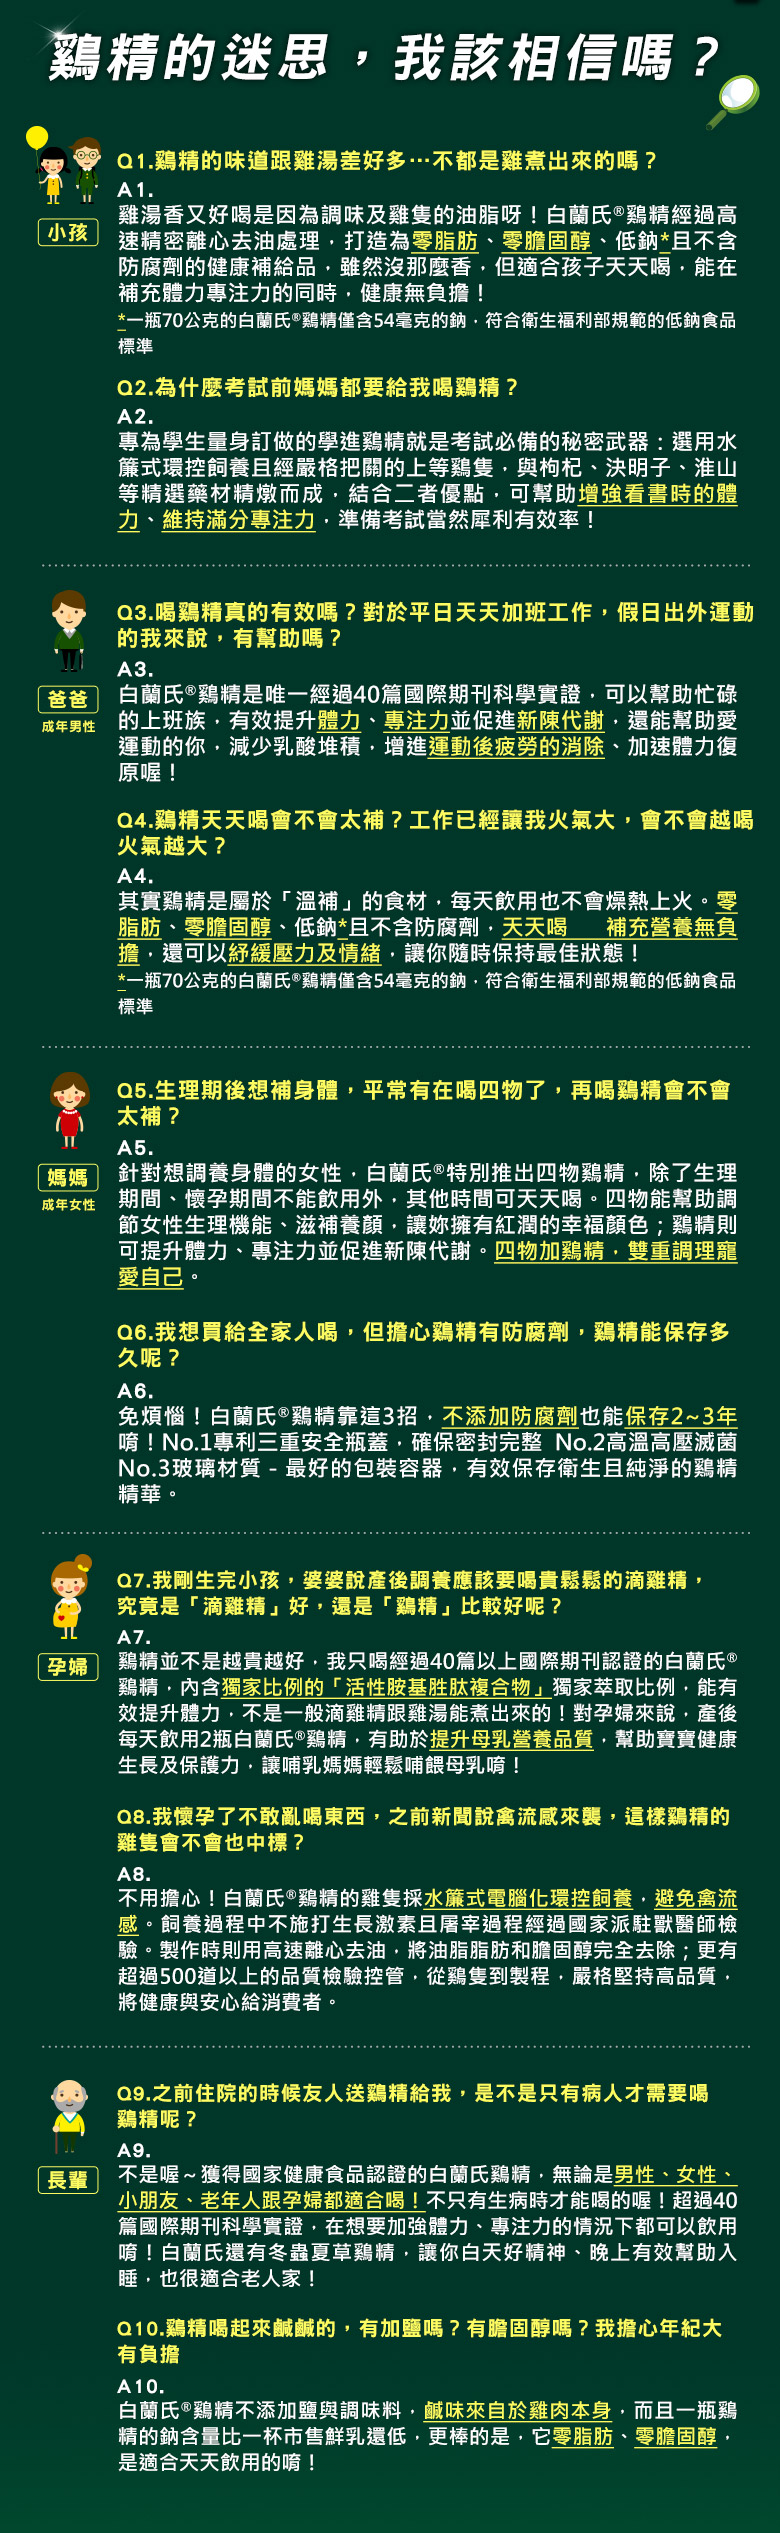 鷄精的迷思，我該相信嗎？
小孩
Q1.鷄精的味道跟雞湯差好多…不都是雞煮出來的嗎？
A1.
雞湯香又好喝是因為調味及雞隻的油脂呀！白蘭氏®鷄精經過高
速精密離心去油處理，打造為零脂肪、零膽固醇、低鈉*且不含
防腐劑的健康補給品，雖然沒那麼香，但適合孩子天天喝，能在
補充體力專注力的同時，健康無負擔！
*一瓶70公克的白蘭氏®鷄精僅含54毫克的鈉，符合衛生福利部規範的低鈉食品
標準
Q2.為什麼考試前媽媽都要給我喝鷄精？
A2.
專為學生量身訂做的學進鷄精就是考試必備的秘密武器：選用水
簾式環控飼養且經嚴格把關的上等鷄隻，與枸杞、決明子、淮山
等精選藥材精燉而成，結合二者優點，可幫助增強看書時的體
力、維持滿分專注力，準備考試當然犀利有效率！
爸爸
成年男性
Q3.喝鷄精真的有效嗎？對於平日天天加班工作，假日出外運動
的我來說，有幫助嗎？
A3.
白蘭氏®鷄精是唯一經過40篇國際期刊科學實證，可以幫助忙碌
的上班族，有效提升體力、專注力並促進新陳代謝，還能幫助愛
運動的你，減少乳酸堆積，增進運動後疲勞的消除、加速體力復
原喔！
Q4.鷄精天天喝會不會太補？工作已經讓我火氣大，會不會越喝
火氣越大？
A4.
其實鷄精是屬於「溫補」的食材，每天飲用也不會燥熱上火。零
脂肪、零膽固醇、低鈉*且不含防腐劑，天天喝　補充營養無負
擔，還可以紓緩壓力及情緒，讓你隨時保持最佳狀態！
*一瓶70公克的白蘭氏®鷄精僅含54毫克的鈉，符合衛生福利部規範的低鈉食品
標準
媽媽
成年女性
Q5.生理期後想補身體，平常有在喝四物了，再喝鷄精會不會
太補？
A5.
針對想調養身體的女性，白蘭氏®特別推出四物鷄精，除了生理
期間、懷孕期間不能飲用外，其他時間可天天喝。四物能幫助調
節女性生理機能、滋補養顏，讓妳擁有紅潤的幸福顏色；鷄精則
可提升體力、專注力並促進新陳代謝。四物加鷄精，雙重調理寵
愛自己。
Q6.我想買給全家人喝，但擔心鷄精有防腐劑，鷄精能保存多
久呢？
A6.
免煩惱！白蘭氏®鷄精靠這3招，不添加防腐劑也能保存2~3年
唷！No.1專利三重安全瓶蓋，確保密封完整 No.2高溫高壓滅菌
No.3玻璃材質 - 最好的包裝容器，有效保存衛生且純淨的鷄精
精華。
孕婦
Q7.我剛生完小孩，婆婆說產後調養應該要喝貴鬆鬆的滴雞精，
究竟是「滴雞精」好，還是「鷄精」比較好呢？
A7.
鷄精並不是越貴越好，我只喝經過40篇以上國際期刊認證的白蘭氏®
鷄精，內含獨家比例的「活性胺基胜肽複合物」獨家萃取比例，能有
效提升體力，不是一般滴雞精跟雞湯能煮出來的！對孕婦來說，產後
每天飲用2瓶白蘭氏®鷄精，有助於提升母乳營養品質，幫助寶寶健康
生長及保護力，讓哺乳媽媽輕鬆哺餵母乳唷！
Q8.我懷孕了不敢亂喝東西，之前新聞說禽流感來襲，這樣鷄精的
雞隻會不會也中標？
A8.
不用擔心！白蘭氏®鷄精的雞隻採水簾式電腦化環控飼養，避免禽流
感。飼養過程中不施打生長激素且屠宰過程經過國家派駐獸醫師檢
驗。製作時則用高速離心去油，將油脂脂肪和膽固醇完全去除；更有
超過500道以上的品質檢驗控管，從鷄隻到製程，嚴格堅持高品質，
將健康與安心給消費者。
長輩
Q9.之前住院的時候友人送鷄精給我，是不是只有病人才需要喝
鷄精呢？
A9.
不是喔～獲得國家健康食品認證的白蘭氏鷄精，無論是男性、女性、
小朋友、老年人跟孕婦都適合喝！不只有生病時才能喝的喔！超過40
篇國際期刊科學實證，在想要加強體力、專注力的情況下都可以飲用
唷！白蘭氏還有冬蟲夏草鷄精，讓你白天好精神、晚上有效幫助入
睡，也很適合老人家！
Q10.鷄精喝起來鹹鹹的，有加鹽嗎？有膽固醇嗎？我擔心年紀大
有負擔
A10.
白蘭氏®鷄精不添加鹽與調味料，鹹味來自於雞肉本身，而且一瓶鷄
精的鈉含量比一杯市售鮮乳還低，更棒的是，它零脂肪、零膽固醇，
是適合天天飲用的唷！